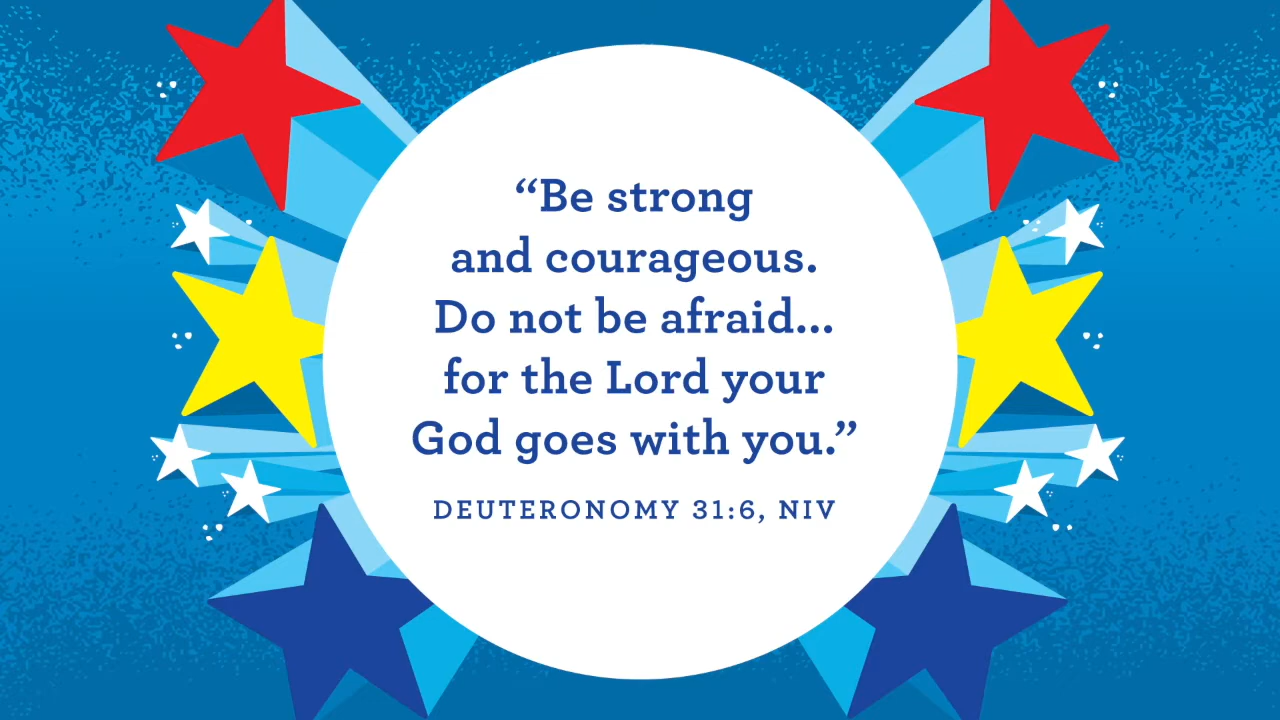 “Be strong
and courageous.
Do not be afraid...
for the Lord your
God goes with you.”
DEUTERONOMY 31:6, NIV